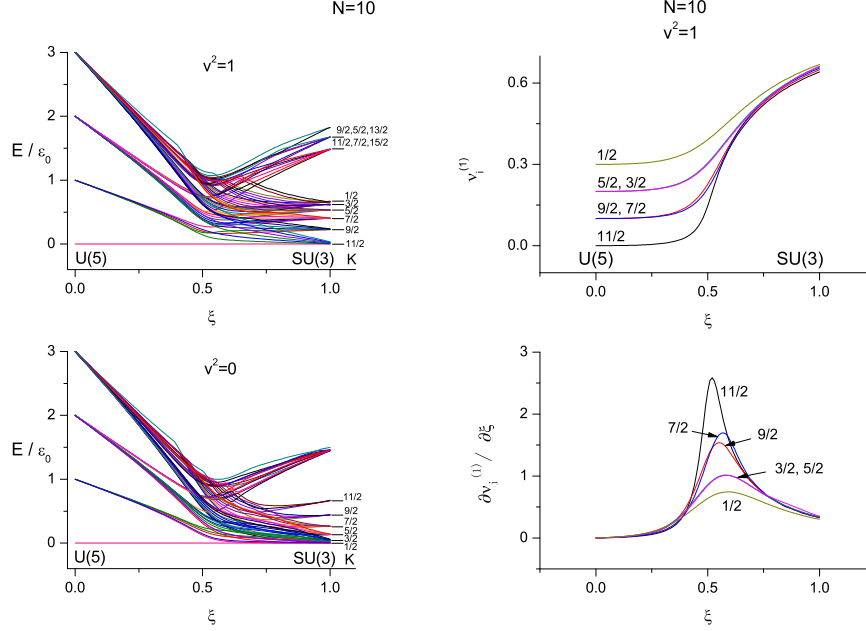 N=10
v²=1
3
2
1
0
E / ε₀
9/2,5/2,13/2
11/2,7/2,15/2
1/2
3/2
5/2
7/2
9/2
11/2
U(5)
SU(3)
K
0.0
0.5
1.0
ξ
N=10
v²=1
0.6
0.3
0.0
νᵢ⁽¹⁾
1/2
5/2, 3/2
9/2, 7/2
11/2
U(5)
SU(3)
0.0
0.5
1.0
ξ
v²=0
3
2
1
0
E / ε₀
11/2
9/2
7/2
5/2
3/2
1/2
U(5)
SU(3)
K
0.0
0.5
1.0
ξ
3
2
1
0
∂νᵢ⁽¹⁾/ ∂ξ
11/2
7/2
9/2
3/2, 5/2
1/2
0.0
0.5
1.0
ξ